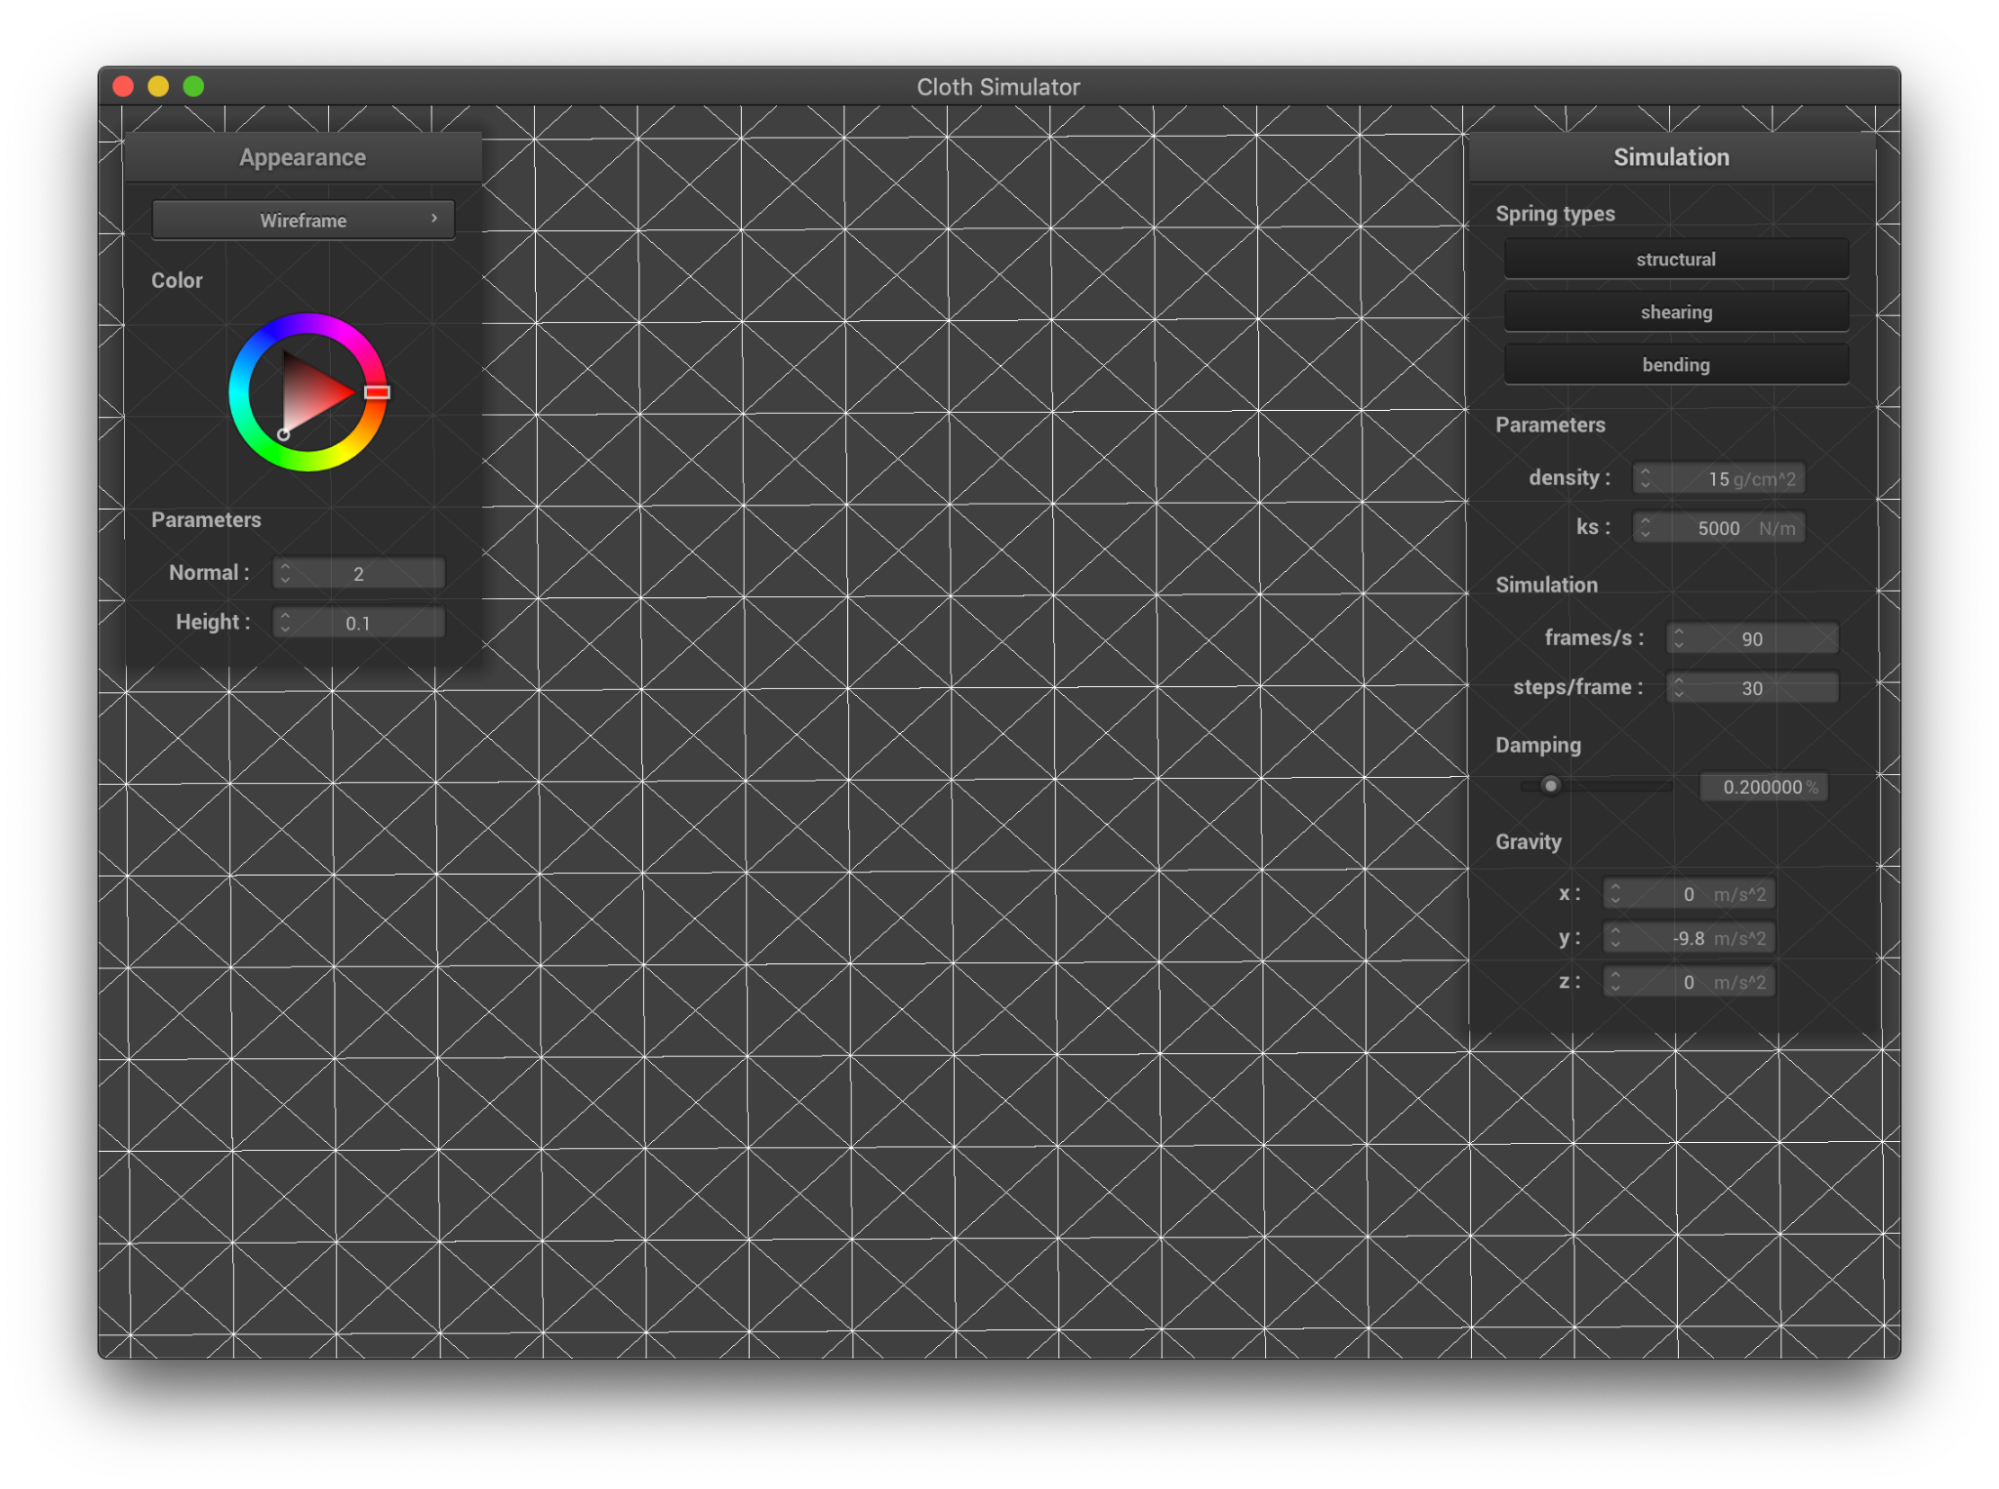 Cloth Simulator
Appearance
Wireframe
Color
Parameters
Normal : 2
Height : 0.1
Simulation
Spring types
structural
shearing
bending
Parameters
density : 15 g/cm^2
ks : 5000 N/m
Simulation
frames/s : 90
steps/frame : 30
Damping
0.200000 %
Gravity
x : 0 m/s^2
y : -9.8 m/s^2
z : 0 m/s^2